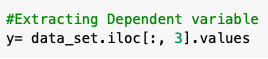 #Extracting Dependent variable
y= data_set.iloc[:, 3].values